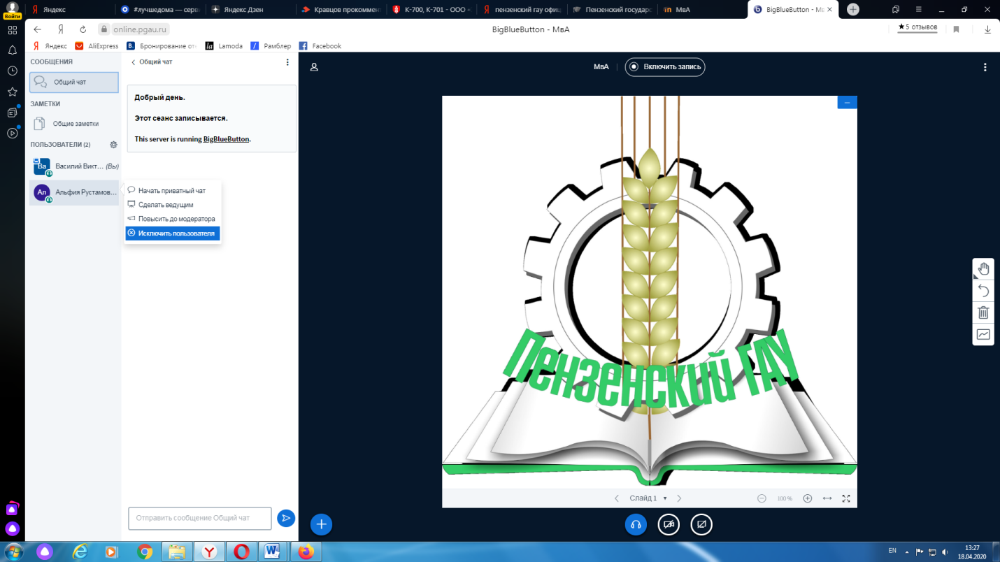 Яндекс
#лучшедома — серв
Яндекс Дзен
Кравцов прокоммент
К-700, К-701 - ООО «
пензенский гау офиц
Пензенский государс
МвА
BigBlueButton - Мв
Войти
online.pgau.ru
BigBlueButton - МвА
★5 отзывов
Яндекс
AliExpress
Бронирование оте
Lamoda
Рамблер
Facebook
СООБЩЕНИЯ
Общий чат
ЗАМЕТКИ
Общие заметки
ПОЛЬЗОВАТЕЛИ (2)
Ва
Василий Викт... (Вы)
Ал
Альфия Рустамов...
Общий чат
Добрый день.
Этот сеанс записывается.
This server is running BigBlueButton.
Начать приватный чат
Сделать ведущим
Повысить до модератора
Исключить пользователя
Отправить сообщение Общий чат
МвА
Включить запись
Пензенский ГАУ
Слайд 1
100 %
EN
13:27
18.04.2020